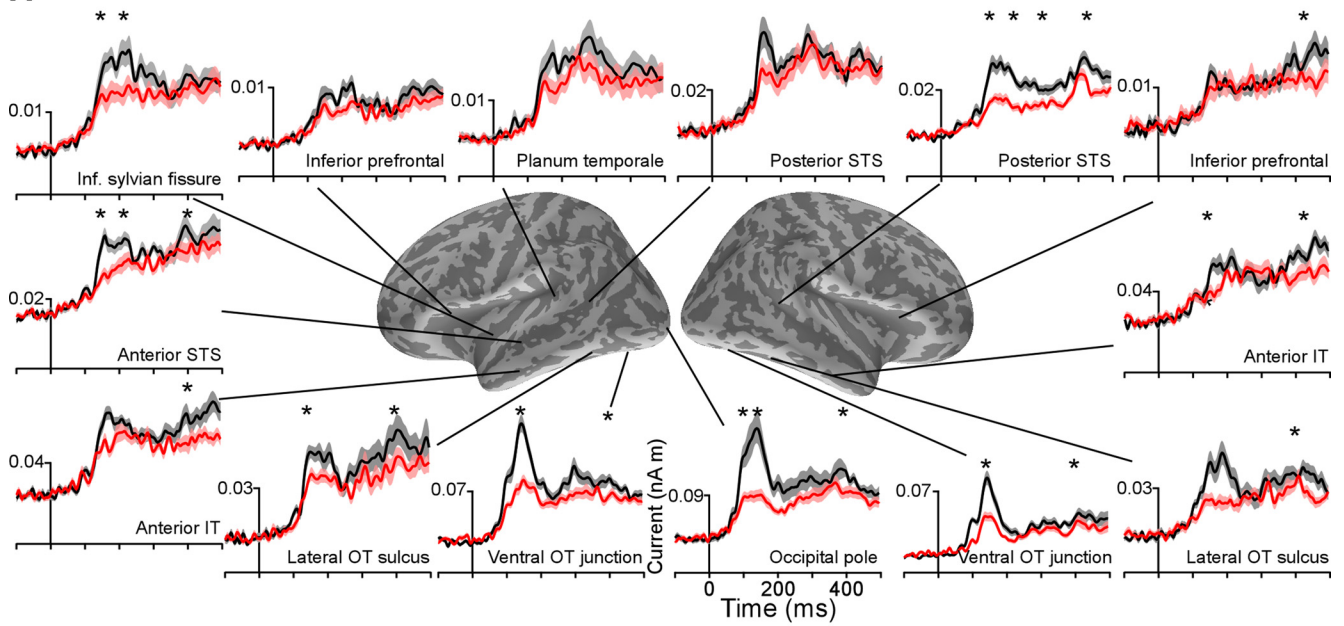 * *
0.01
Inf. sylvian fissure
0.01
Inferior prefrontal
0.01
Planum temporale
0.02
Posterior STS
* * * *
0.02
Posterior STS
*
0.01
Inferior prefrontal
* * *
0.02
Anterior STS
* *
0.04
Anterior IT
*
0.04
Anterior IT
* *
0.03
Lateral OT sulcus
* *
0.07
Ventral OT junction
** *
0.09
Current (nA m)
Occipital pole
0 200 400
Time (ms)
* *
0.07
Ventral OT junction
*
0.03
Lateral OT sulcus